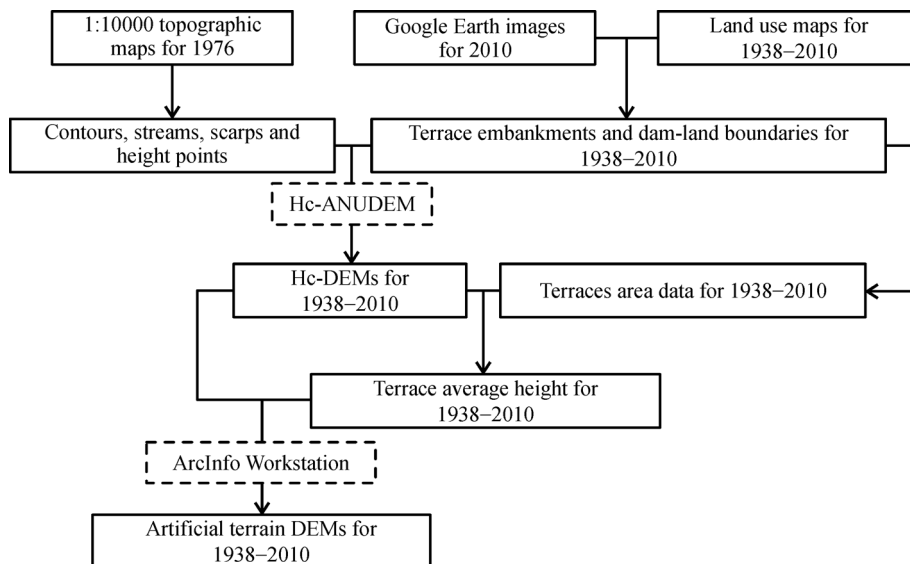 1:10000 topographic
maps for 1976
Google Earth images
for 2010
Land use maps for
1938–2010
Contours, streams, scarps and
height points
Terrace embankments and dam-land boundaries for
1938–2010
Hc-ANUDEM
Hc-DEMs for
1938–2010
Terraces area data for 1938–2010
Terrace average height for
1938–2010
ArcInfo Workstation
Artificial terrain DEMs for
1938–2010